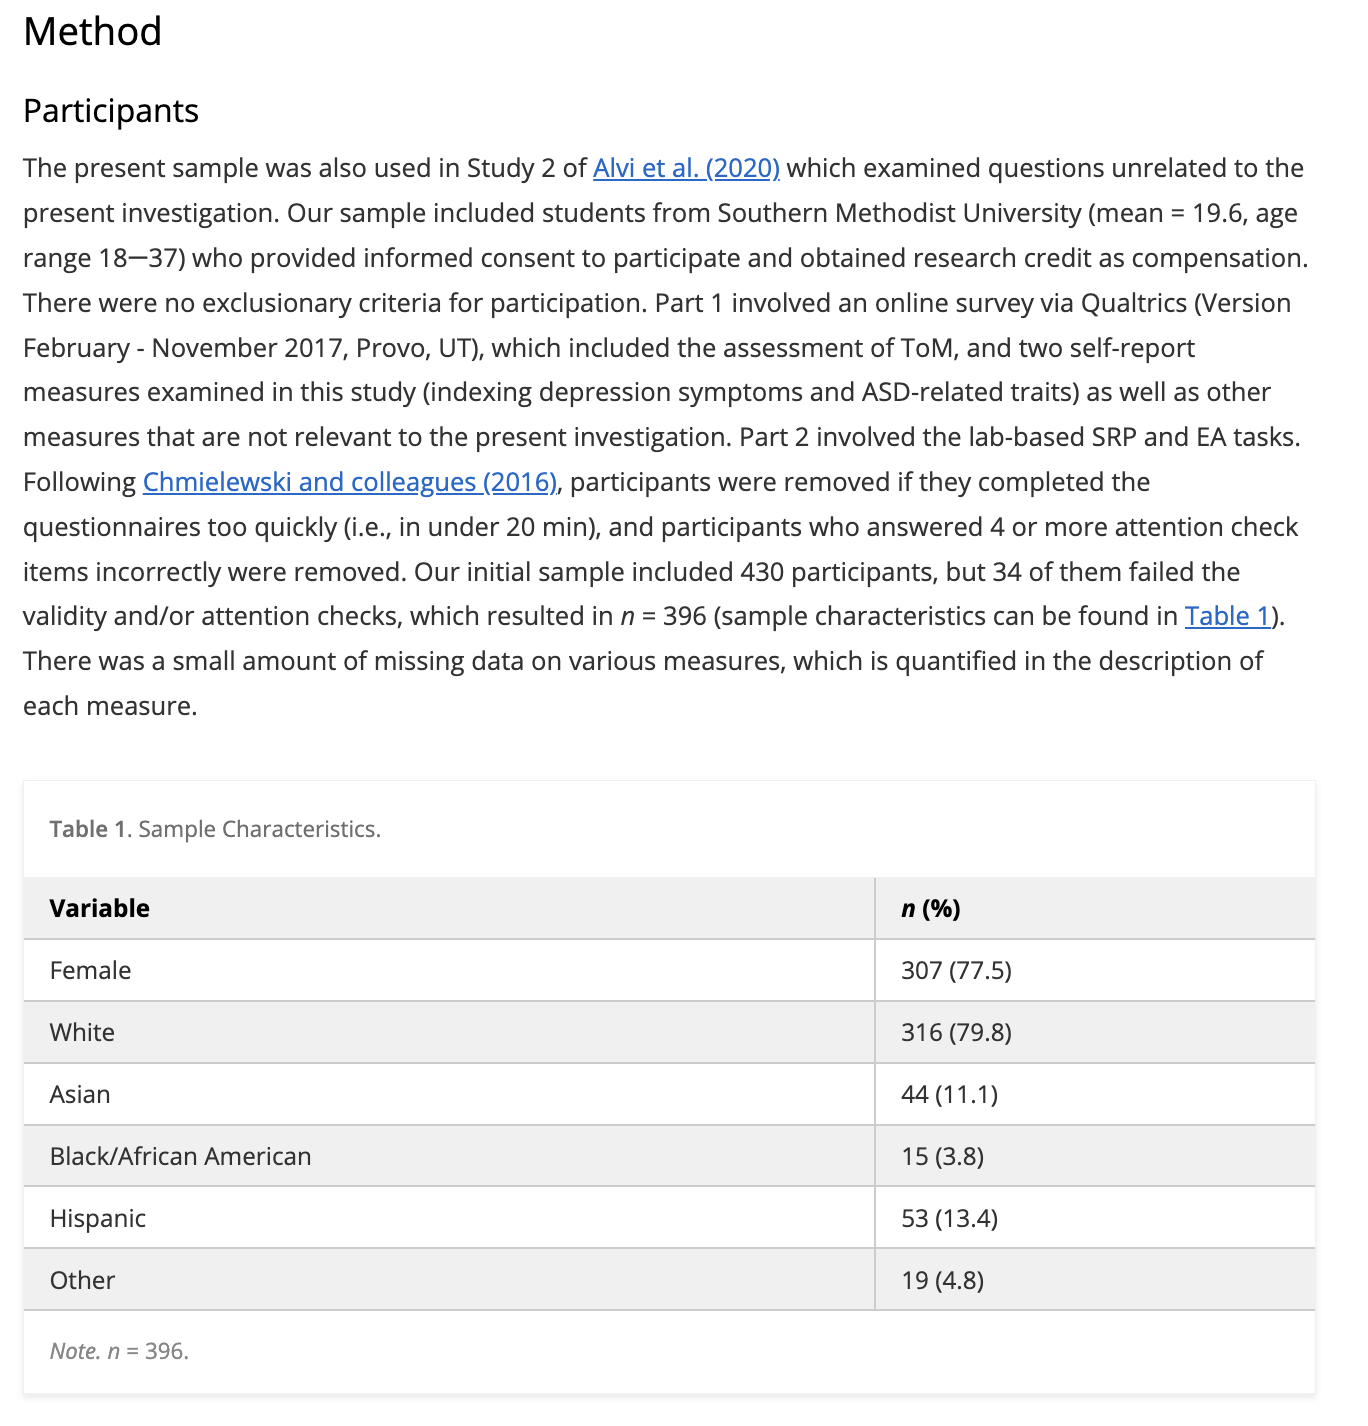 Method
Participants
The present sample was also used in Study 2 of Alvi et al. (2020) which examined questions unrelated to the
present investigation. Our sample included students from Southern Methodist University (mean = 19.6, age
range 18—37) who provided informed consent to participate and obtained research credit as compensation.
There were no exclusionary criteria for participation. Part 1 involved an online survey via Qualtrics (Version
February - November 2017, Provo, UT), which included the assessment of ToM, and two self-report
measures examined in this study (indexing depression symptoms and ASD-related traits) as well as other
measures that are not relevant to the present investigation. Part 2 involved the lab-based SRP and EA tasks.
Following Chmielewski and colleagues (2016), participants were removed if they completed the
questionnaires too quickly (i.e., in under 20 min), and participants who answered 4 or more attention check
items incorrectly were removed. Our initial sample included 430 participants, but 34 of them failed the
validity and/or attention checks, which resulted in n = 396 (sample characteristics can be found in Table 1).
There was a small amount of missing data on various measures, which is quantified in the description of
each measure.
Table 1. Sample Characteristics.
Variable n (%)
Female 307 (77.5)
White 316 (79.8)
Asian 44 (11.1)
Black/African American 15 (3.8)
Hispanic 53 (13.4)
Other 19 (4.8)
Note. n = 396.